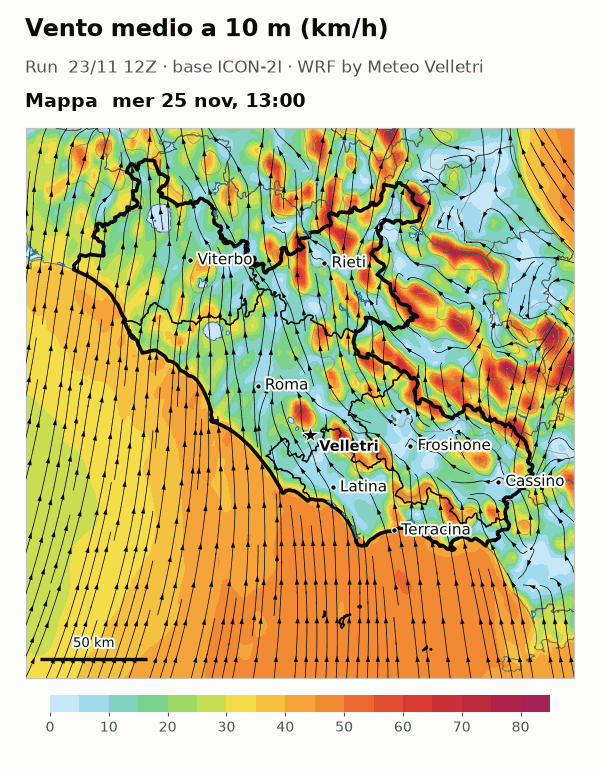 Vento medio a 10 m (km/h)
Run 23/11 12Z · base ICON-2I · WRF by Meteo Velletri
Mappa mer 25 nov, 13:00
Viterbo
Rieti
Roma
Velletri
Frosinone
Latina
Cassino
Terracina
50 km
0 10 20 30 40 50 60 70 80